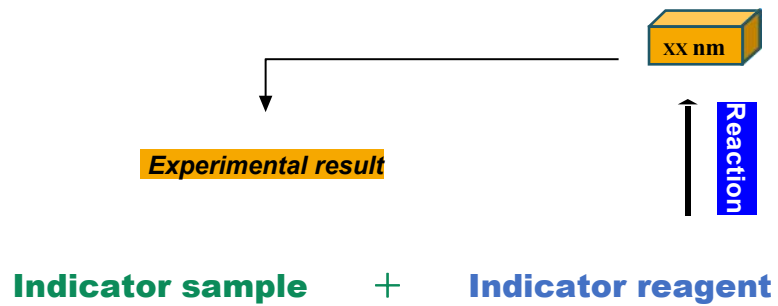 xx nm
Reaction
Experimental result
Indicator sample + Indicator reagent